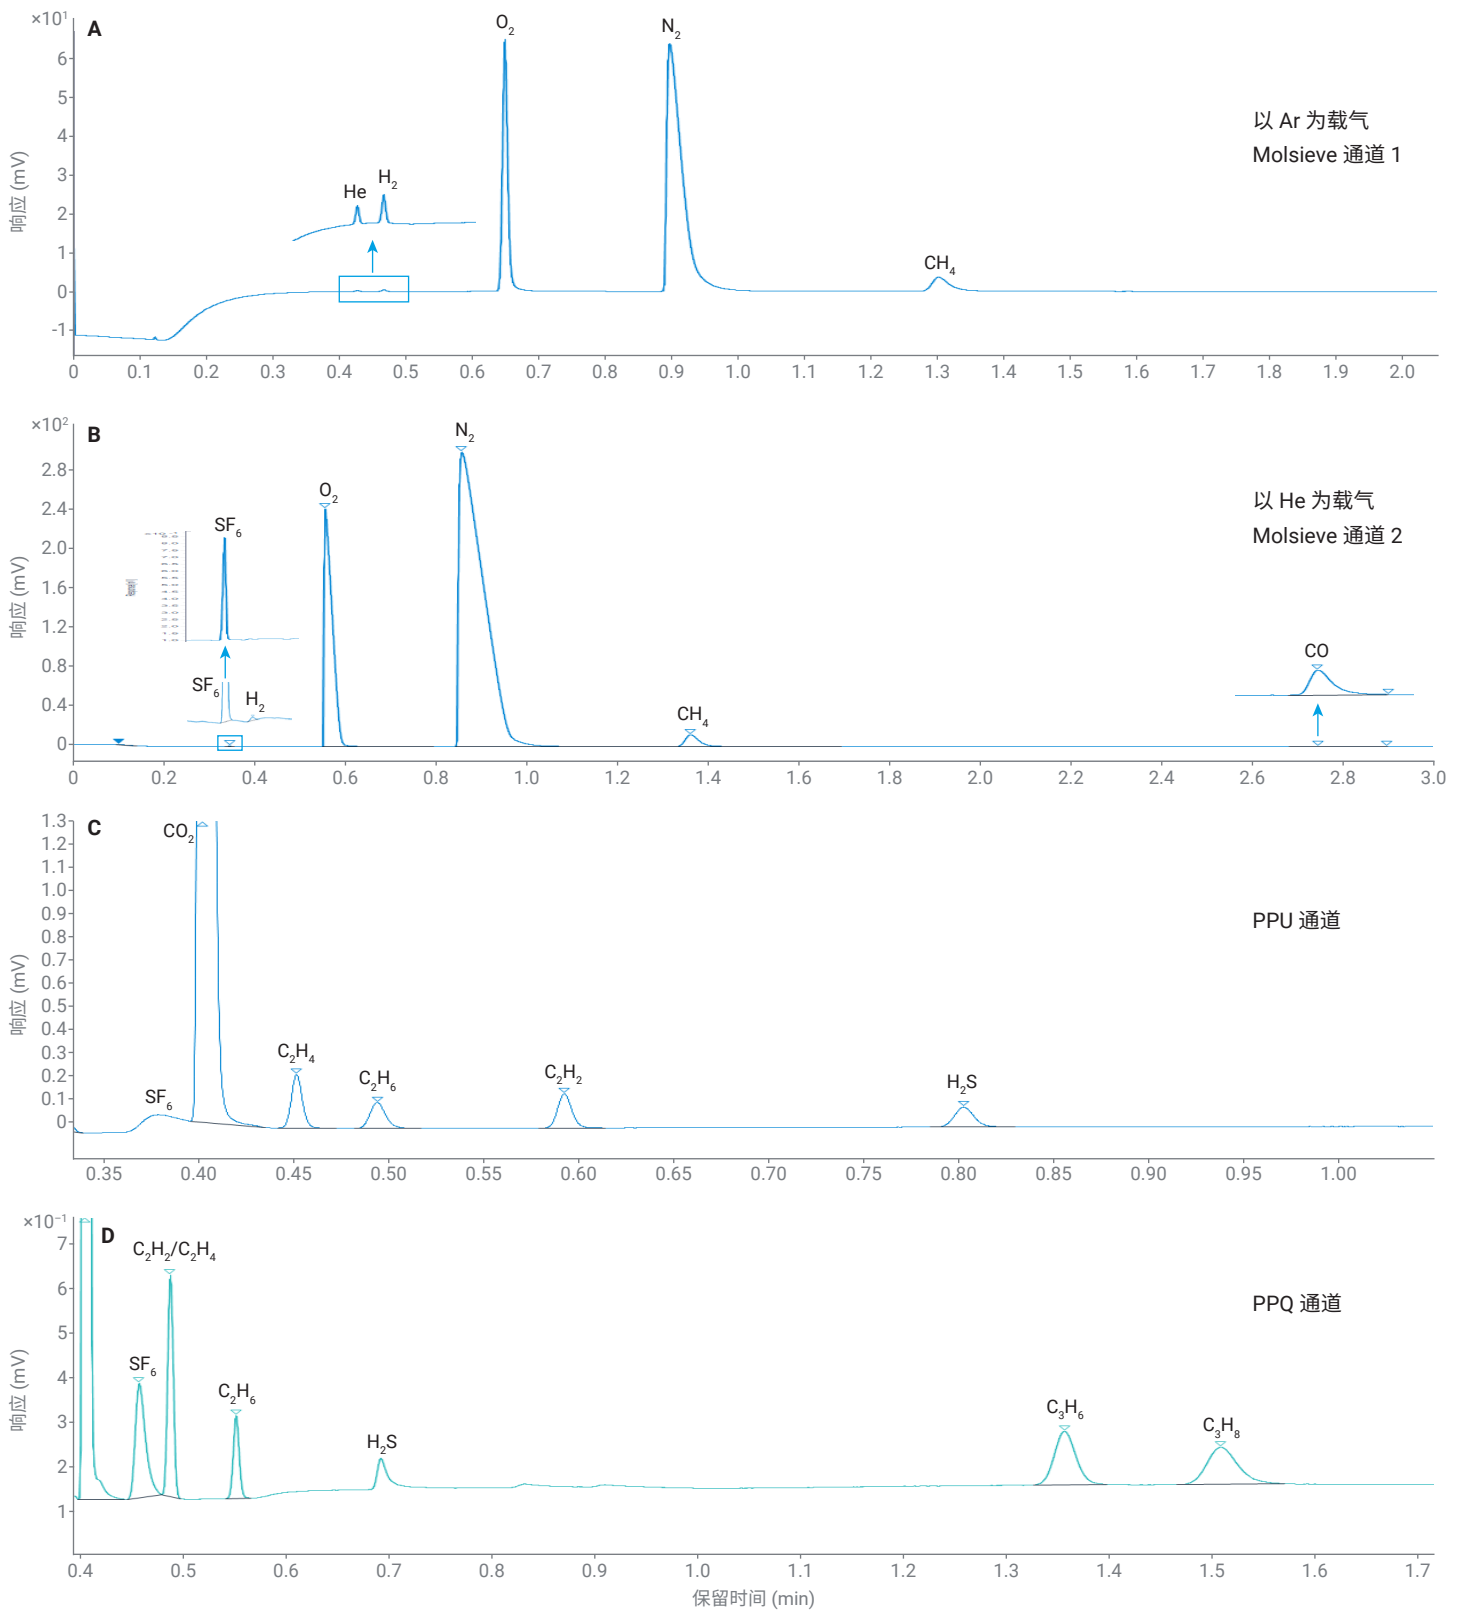 ×10¹
A
O₂
N₂
6
5
4
3
2
1
0
-1
响应 (mV)
He
H₂
CH₄
以 Ar 为载气
Molsieve 通道 1
0 0.1 0.2 0.3 0.4 0.5 0.6 0.7 0.8 0.9 1.0 1.1 1.2 1.3 1.4 1.5 1.6 1.7 1.8 1.9 2.0
×10²
B
N₂
O₂
SF₆
2.8
2.4
2.0
1.6
1.2
0.8
0.4
0
响应 (mV)
SF₆
H₂
CH₄
CO
以 He 为载气
Molsieve 通道 2
0 0.2 0.4 0.6 0.8 1.0 1.2 1.4 1.6 1.8 2.0 2.2 2.4 2.6 2.8 3.0
C
CO₂
1.3
1.2
1.1
1.0
0.9
0.8
0.7
0.6
0.5
0.4
0.3
0.2
0.1
0
响应 (mV)
SF₆
C₂H₄
C₂H₆
C₂H₂
H₂S
PPU 通道
0.35 0.40 0.45 0.50 0.55 0.60 0.65 0.70 0.75 0.80 0.85 0.90 0.95 1.00
×10⁻¹
D
C₂H₂/C₂H₄
7
6
5
4
3
2
1
响应 (mV)
SF₆
C₂H₆
H₂S
C₃H₆
C₃H₈
PPQ 通道
0.4 0.5 0.6 0.7 0.8 0.9 1.0 1.1 1.2 1.3 1.4 1.5 1.6 1.7
保留时间 (min)